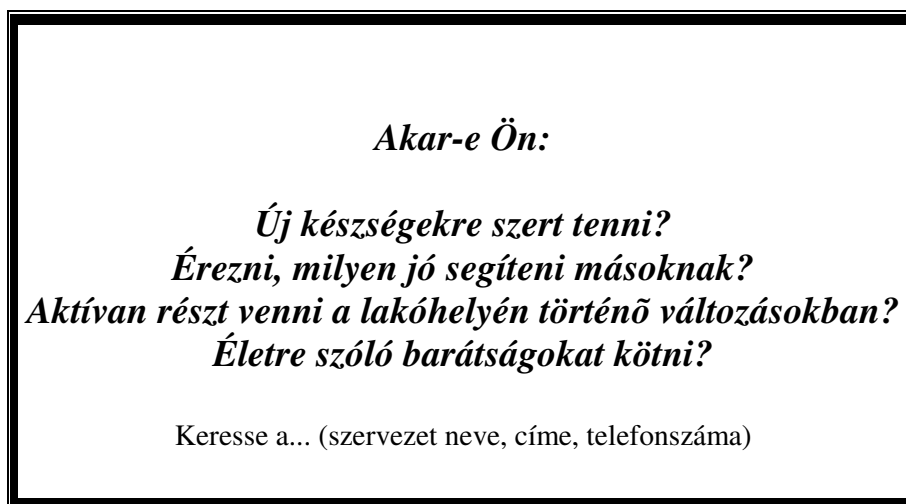 Akar-e Ön:
Új készségekre szert tenni?
Érezni, milyen jó segíteni másoknak?
Aktívan részt venni a lakóhelyén történõ változásokban?
Életre szóló barátságokat kötni?
Keresse a... (szervezet neve, címe, telefonszáma)